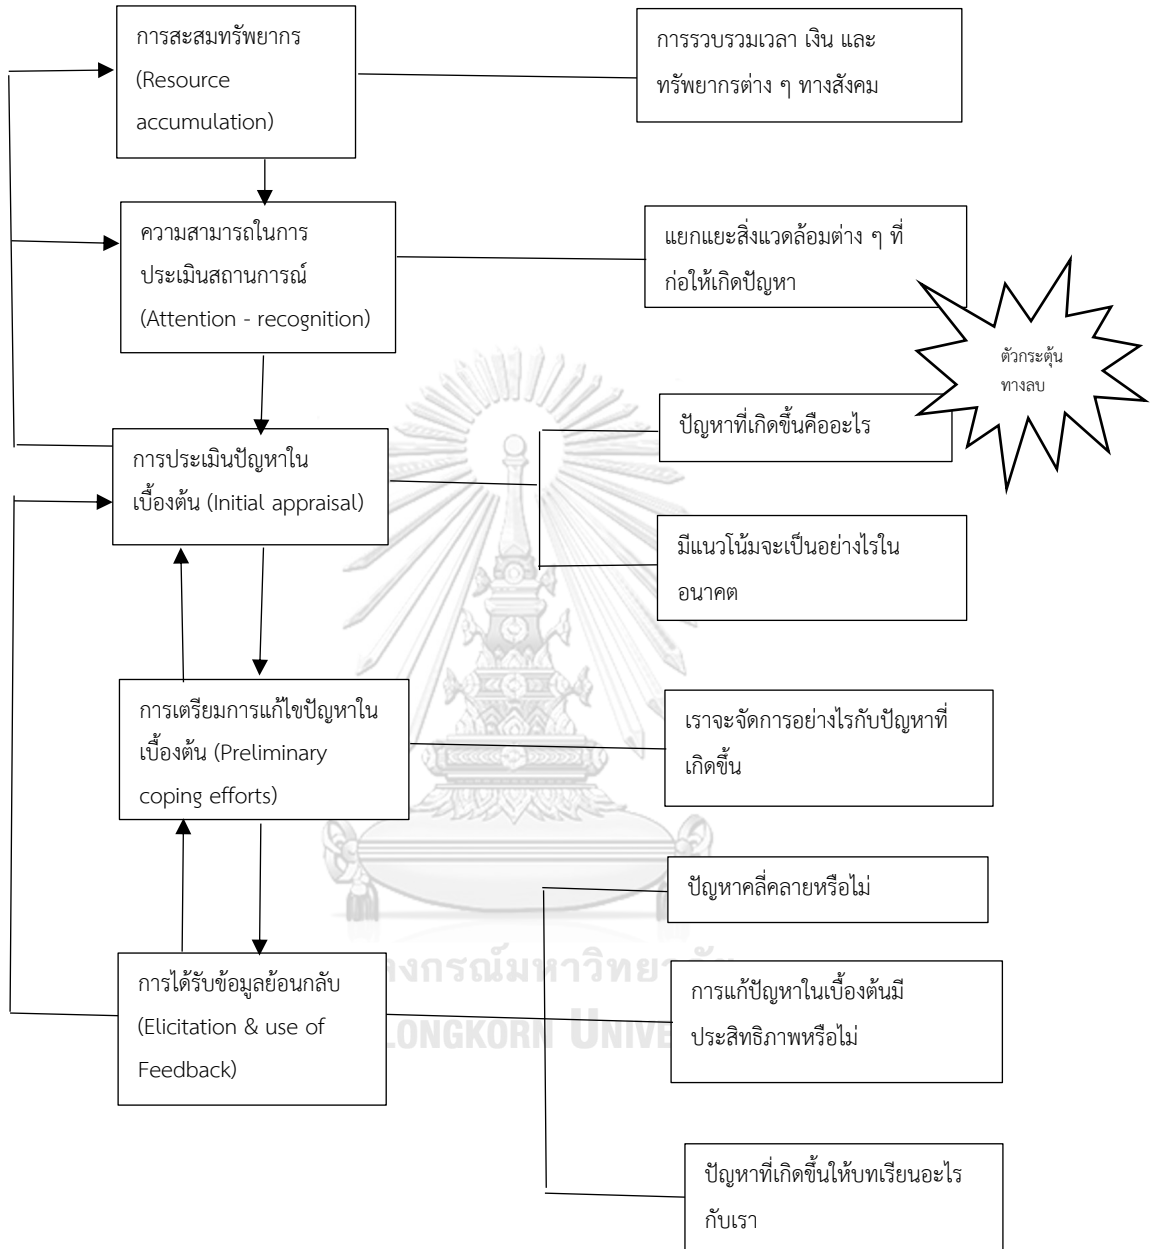 การสะสมทรัพยากร
(Resource
accumulation)
การรวบรวมเวลา เงิน และ
ทรัพยากรต่าง ๆ ทางสังคม
ความสามารถในการ
ประเมินสถานการณ์
(Attention - recognition)
แยกแยะสิ่งแวดล้อมต่าง ๆ ที่
ก่อให้เกิดปัญหา
ตัวกระตุ้น
ทางลบ
การประเมินปัญหาใน
เบื้องต้น (Initial appraisal)
ปัญหาที่เกิดขึ้นคืออะไร
มีแนวโน้มจะเป็นอย่างไรใน
อนาคต
การเตรียมการแก้ไขปัญหาใน
เบื้องต้น (Preliminary
coping efforts)
เราจะจัดการอย่างไรกับปัญหาที่
เกิดขึ้น
ปัญหาคลี่คลายหรือไม่
การได้รับข้อมูลย้อนกลับ
(Elicitation & use of
Feedback)
การแก้ปัญหาในเบื้องต้นมี
ประสิทธิภาพหรือไม่
ปัญหาที่เกิดขึ้นให้บทเรียนอะไร
กับเรา
งกรณ์มหาวิทย
LONGKORN UNIVE